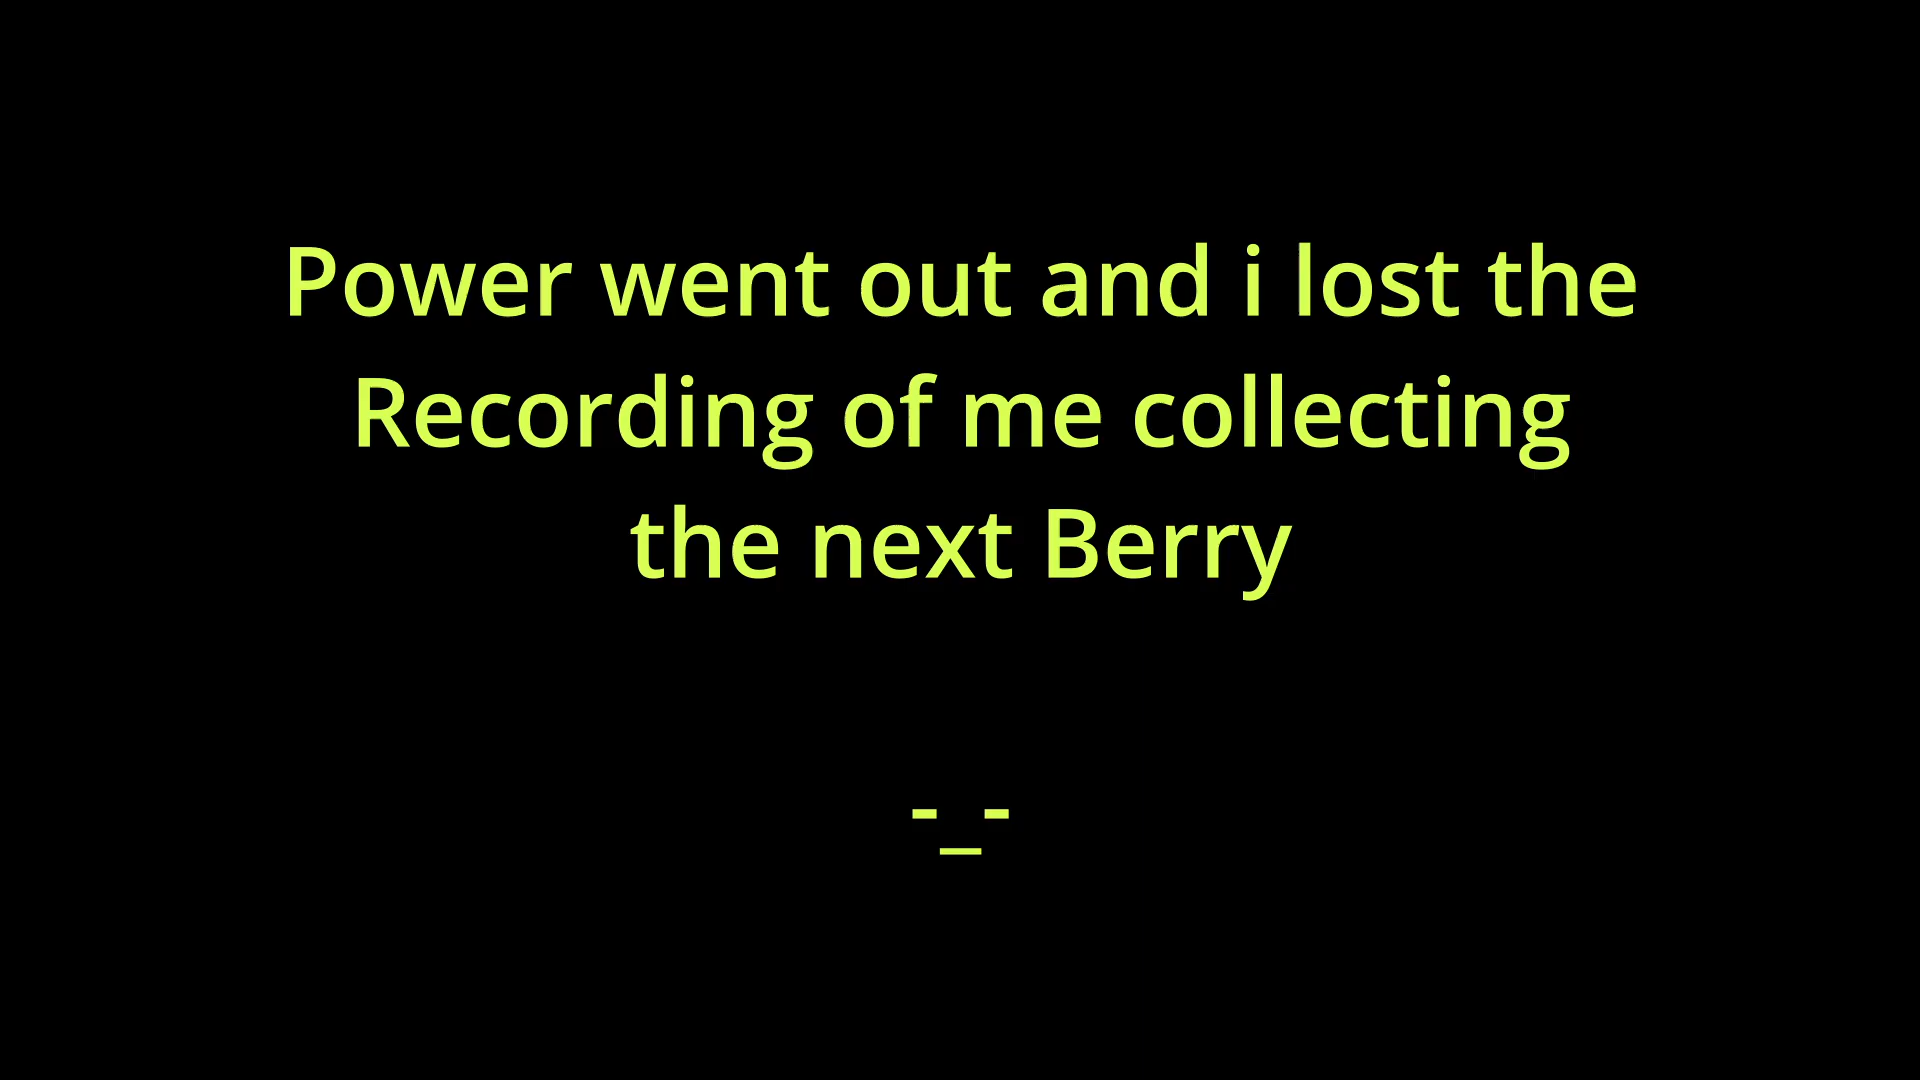 Power went out and i lost the
Recording of me collecting
the next Berry
-_-